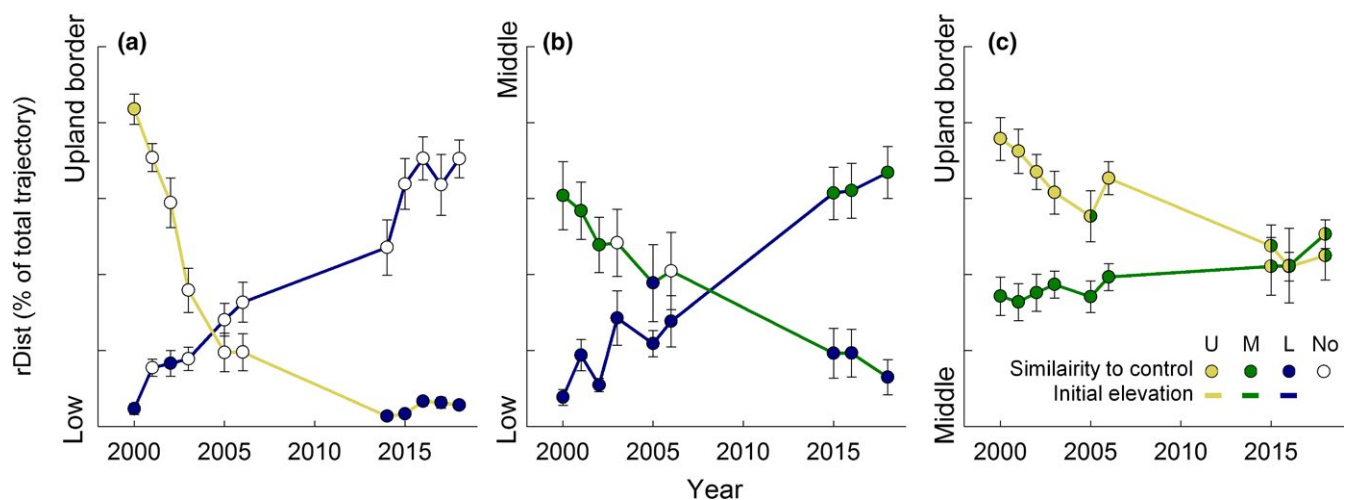 (a)
(b)
(c)
rDist (% of total trajectory)
Upland border
Low
Middle
Low
Upland border
Middle
U M L No
Similairity to control
Initial elevation
2000 2005 2010 2015
2000 2005 2010 2015
2000 2005 2010 2015
Year